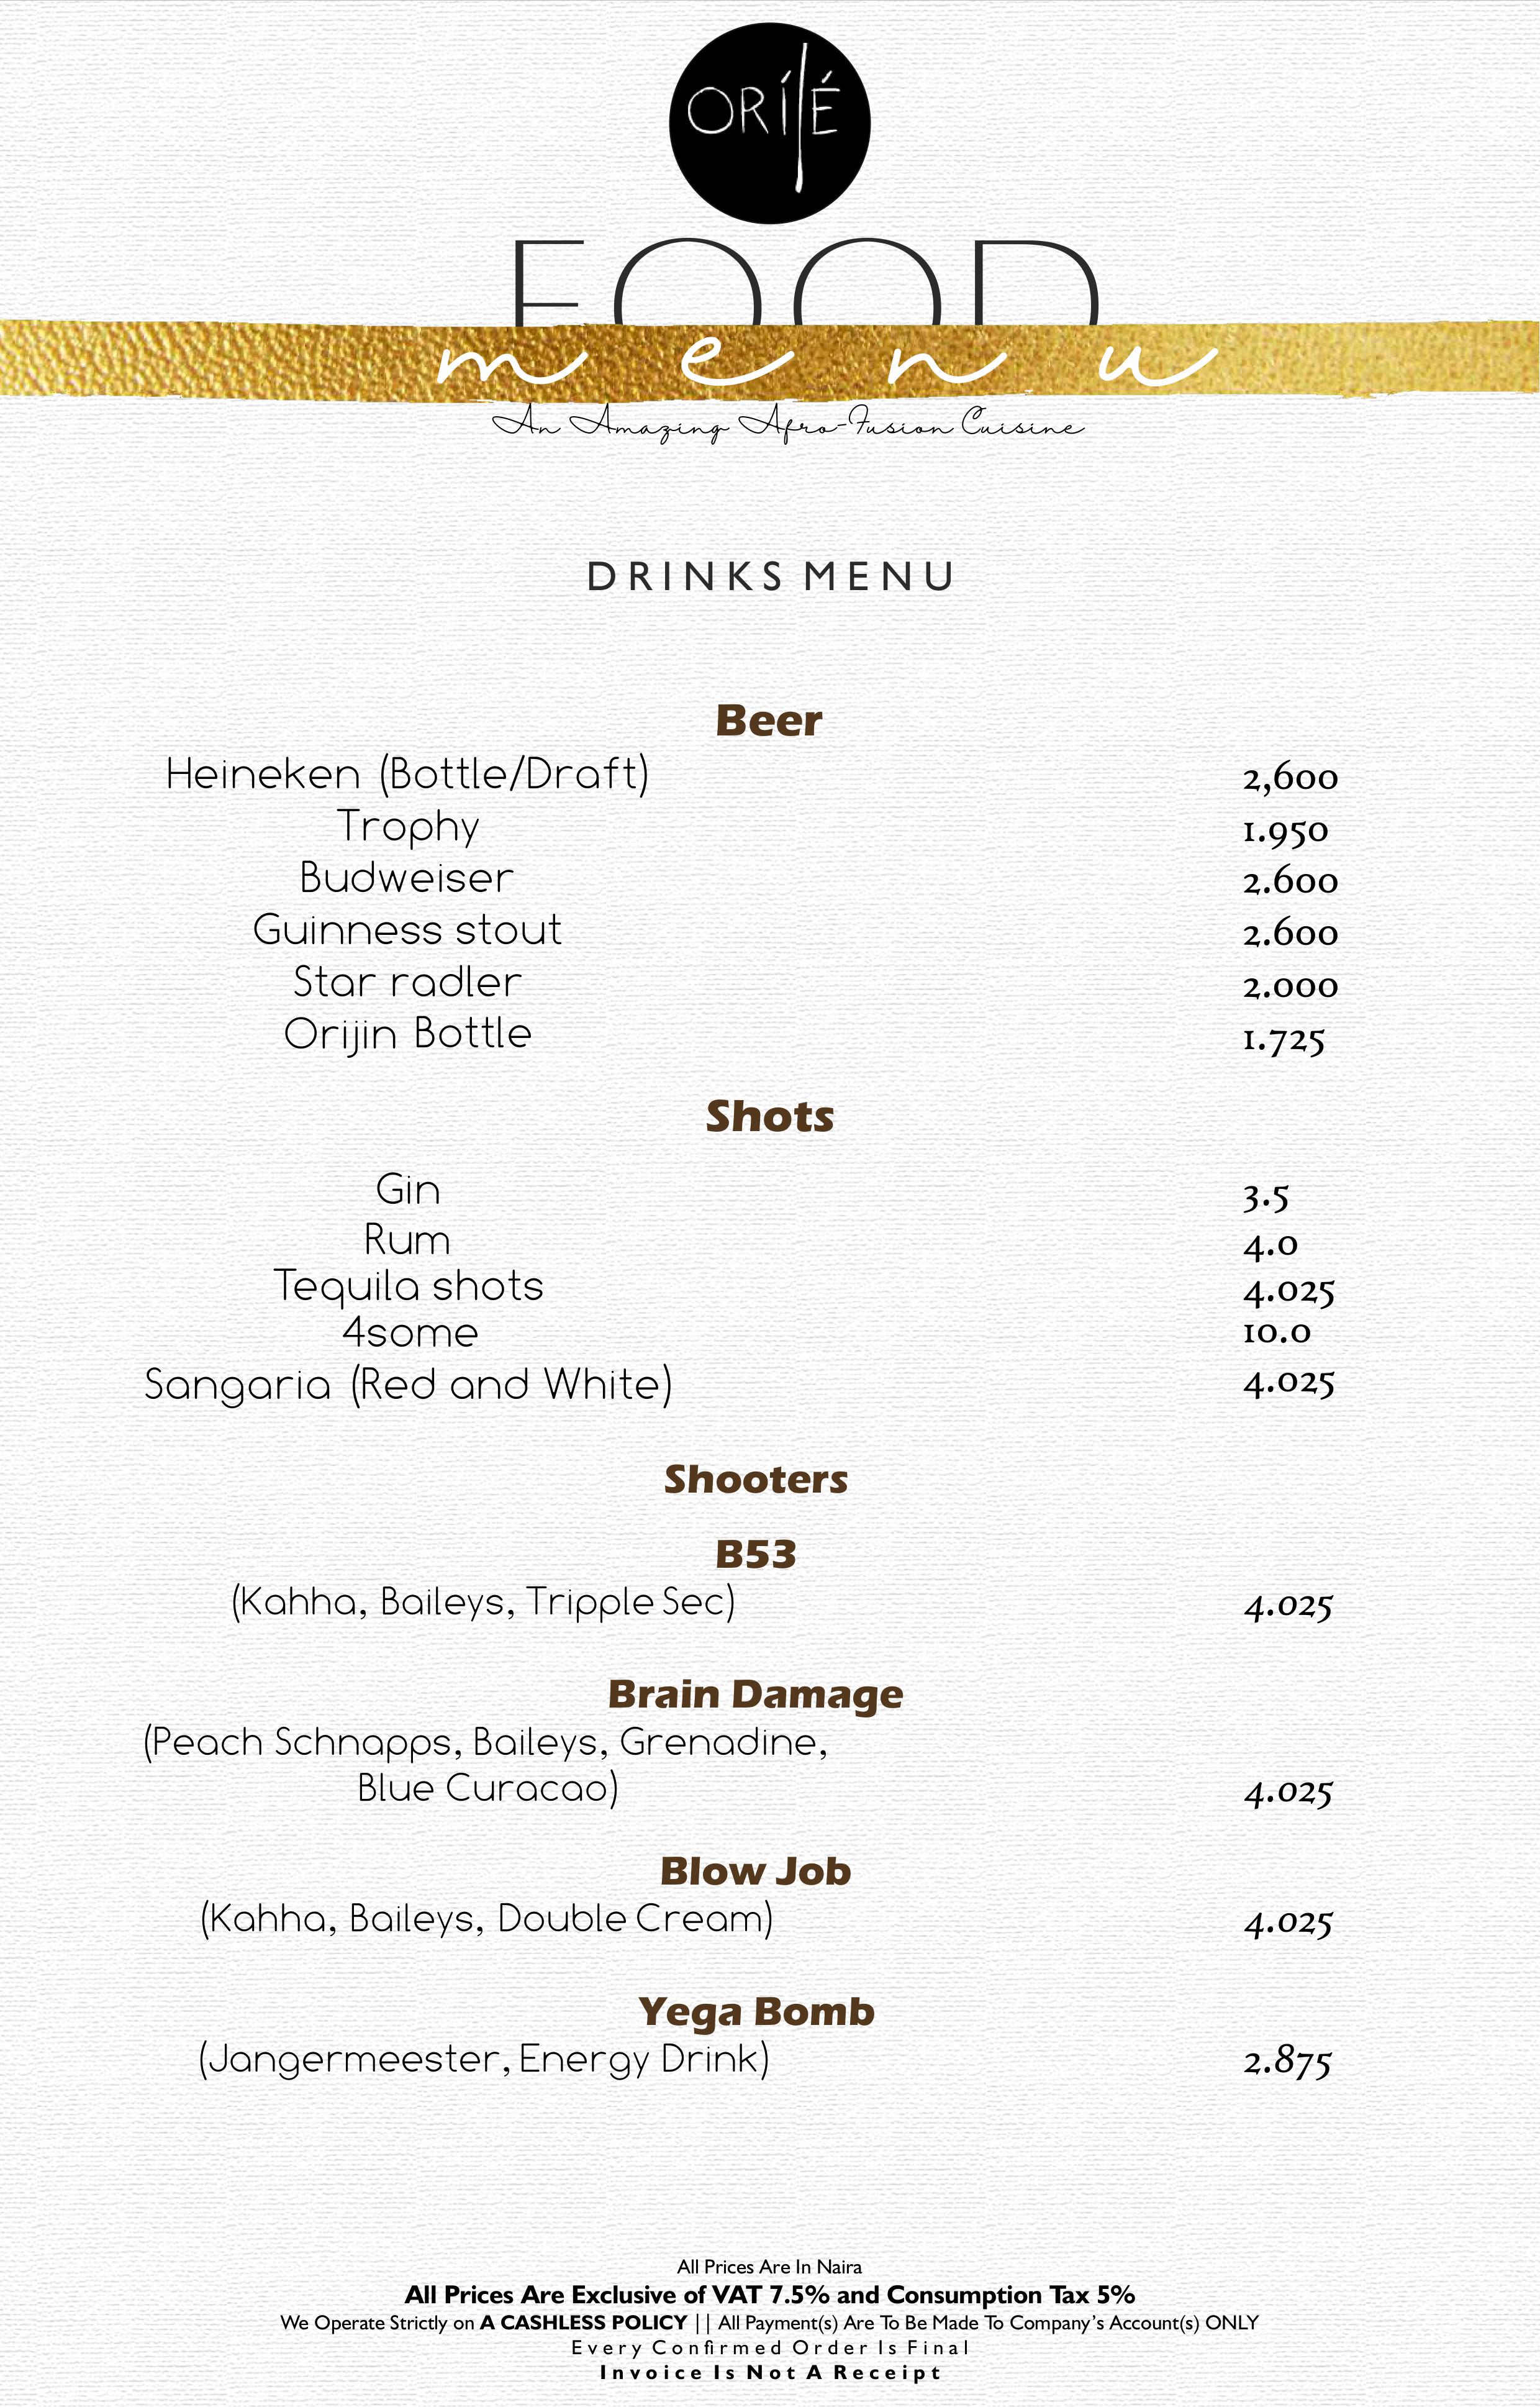 ORÍLÉ
FOOD
menu
An Amazing Afro-Fusion Cuisine
DRINKS MENU
Beer
Heineken (Bottle/Draft) 2,600
Trophy 1.950
Budweiser 2.600
Guinness stout 2.600
Star radler 2.000
Orijin Bottle 1.725
Shots
Gin 3.5
Rum 4.0
Tequila shots 4.025
4some 10.0
Sangaria (Red and White) 4.025
Shooters
B53
(Kahha, Baileys, Tripple Sec) 4.025
Brain Damage
(Peach Schnapps, Baileys, Grenadine,
Blue Curacao) 4.025
Blow Job
(Kahha, Baileys, Double Cream) 4.025
Yega Bomb
(Jangermeester, Energy Drink) 2.875
All Prices Are In Naira
All Prices Are Exclusive of VAT 7.5% and Consumption Tax 5%
We Operate Strictly on A CASHLESS POLICY || All Payment(s) Are To Be Made To Company's Account(s) ONLY
Every Confirmed Order Is Final
Invoice Is Not A Receipt